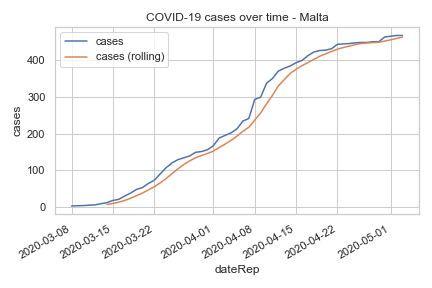 COVID-19 cases over time - Malta
cases
cases (rolling)
400
300
200
100
0
cases
2020-03-08
2020-03-15
2020-03-22
2020-04-01
2020-04-08
2020-04-15
2020-04-22
2020-05-01
dateRep